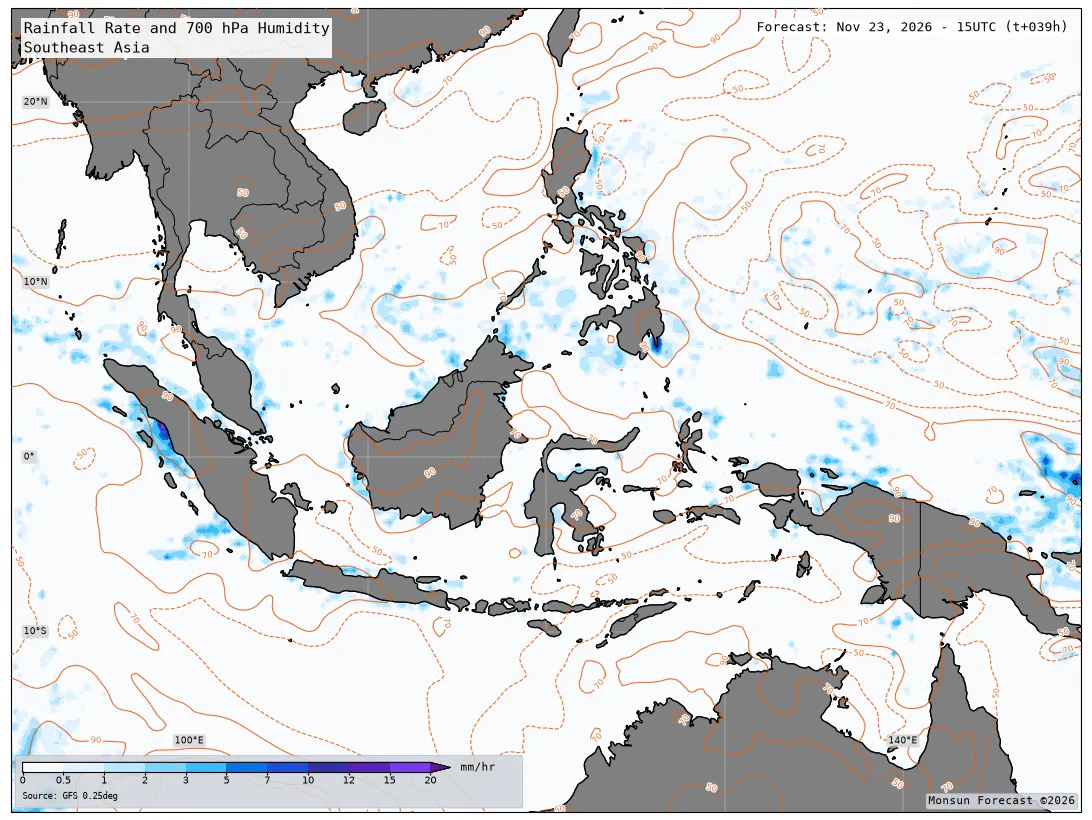 Rainfall Rate and 700 hPa Humidity
Southeast Asia
Forecast: Nov 23, 2026 - 15UTC (t+039h)
20°N
10°N
0°
10°S
100°E
140°E
0 0.5 1 2 3 5 7 10 12 15 20
mm/hr
Source: GFS 0.25deg
Monsun Forecast ©2026